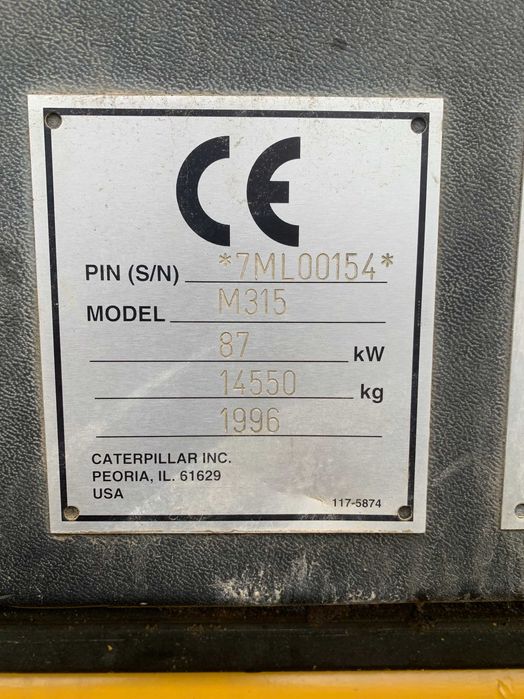 CE
PIN (S/N) *7ML00154*
MODEL M315
87 kW
14550 kg
1996
CATERPILLAR INC.
PEORIA, IL. 61629
USA
117-5874